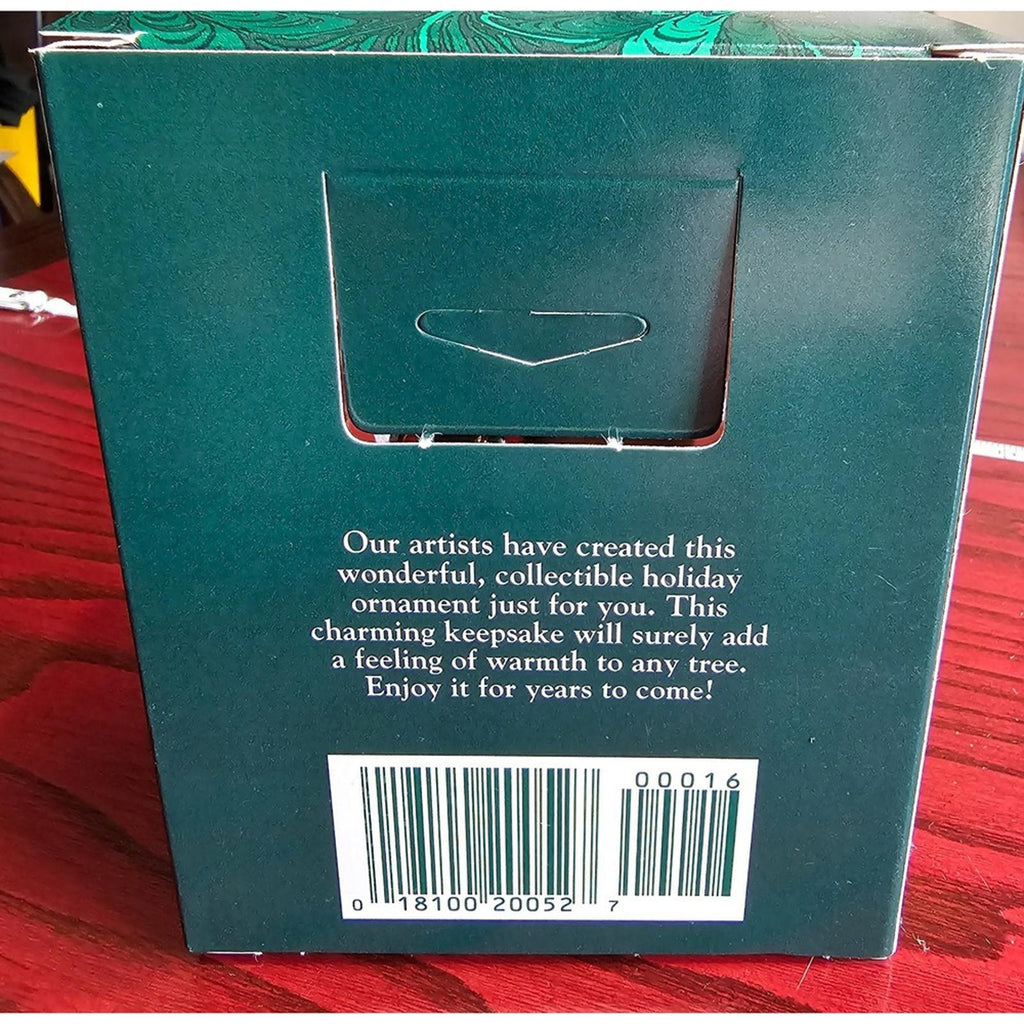 Our artists have created this
wonderful, collectible holiday
ornament just for you. This
charming keepsake will surely add
a feeling of warmth to any tree.
Enjoy it for years to come!
00016
0 18100 20052 7